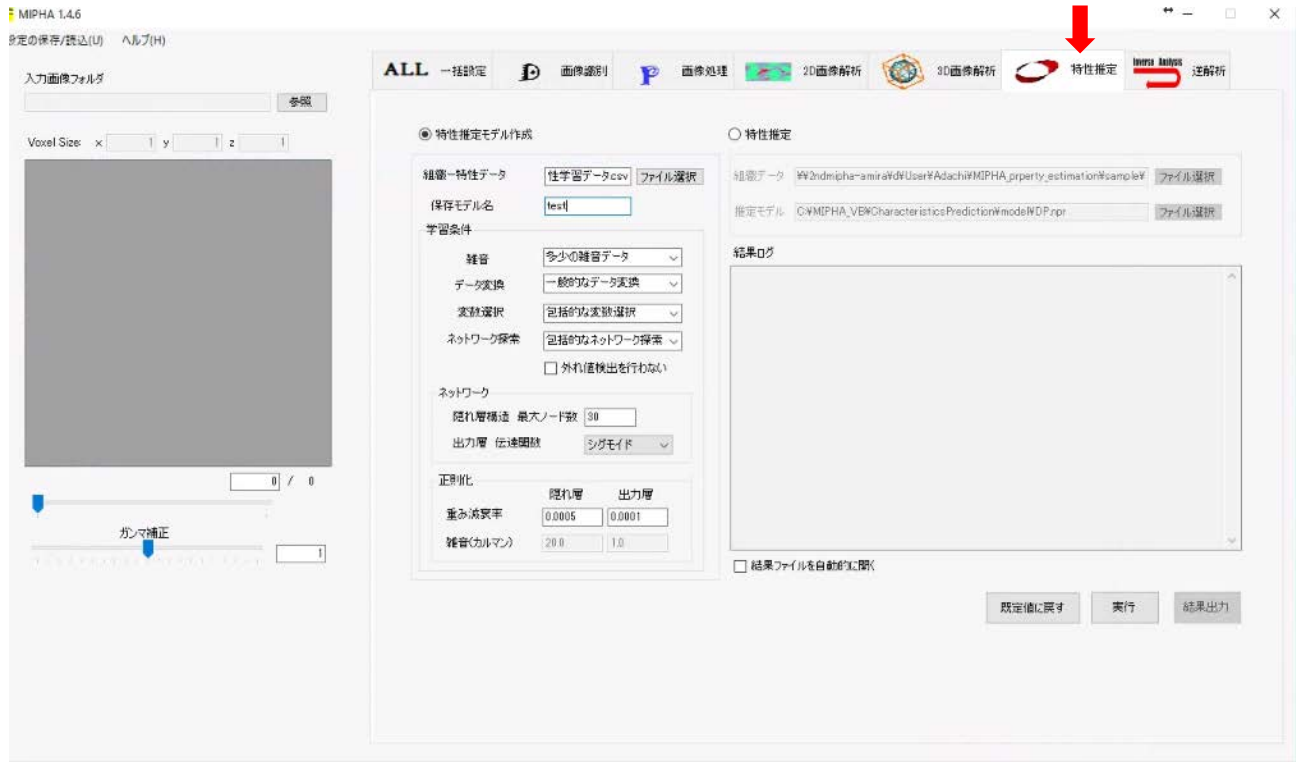 MIPHA 1.4.6
設定の保存/読込(U) ヘルプ(H)
入力画像フォルダ
参照
Voxel Size: x 1 y 1 z 1
0 / 0
ガンマ補正
1
ALL 一括設定 画像識別 P 画像処理 2D画像解析 3D画像解析 特性推定 Inverse Analysis 逆解析
特性推定モデル作成
組織-特性データ 性学習データcsv ファイル選択
保存モデル名 test
学習条件
雑音 多少の雑音データ
データ変換 一般的なデータ変換
変数選択 包括的な変数選択
ネットワーク探索 包括的なネットワーク探索
外れ値検出を行わない
ネットワーク
隠れ層構造 最大ノード数 30
出力層 伝達関数 シグモイド
正則化
隠れ層 出力層
重み減衰率 0.0005 0.0001
雑音(カルマン) 20.0 1.0
特性推定
組織データ ¥¥2ndmipha-amira¥d¥User¥Adachi¥MIPHA_prperty_estimation¥sample¥ ファイル選択
推定モデル C:¥MIPHA_VB¥CharacteristicsPrediction¥model¥DP.npr ファイル選択
結果ログ
結果ファイルを自動的に開く
既定値に戻す 実行 結果出力